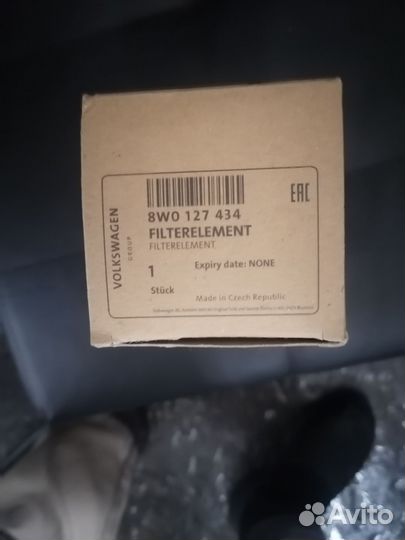 VOLKSWAGEN
GROUP
8W0 127 434
FILTERELEMENT
FILTERELEMENT
1
Stück
Expiry date: NONE
Made in Czech Republic
EAC
Avito